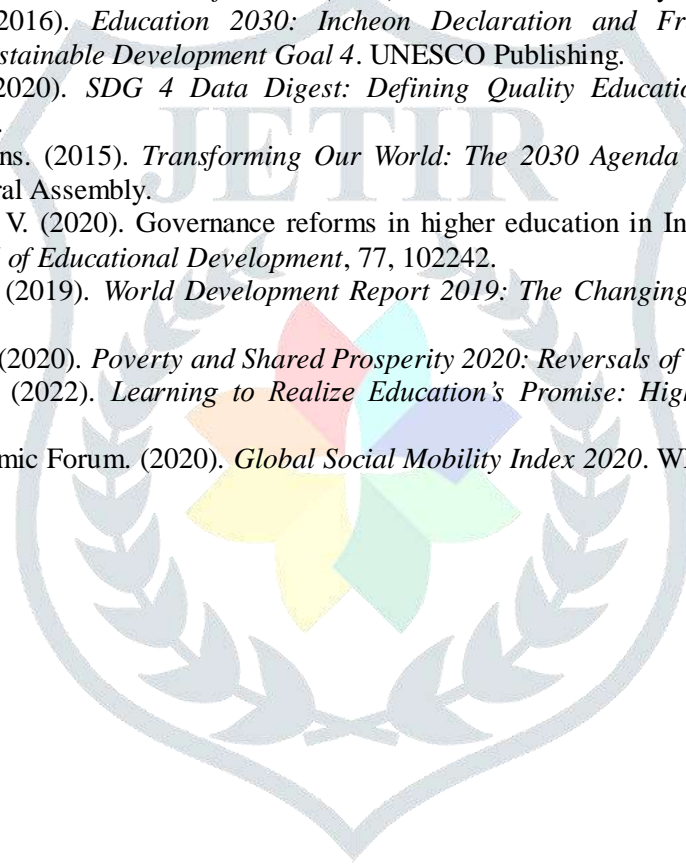 2016). Education 2030: Incheon Declaration and Fr
stainable Development Goal 4. UNESCO Publishing.
2020). SDG 4 Data Digest: Defining Quality Educatio
JETIR
ns. (2015). Transforming Our World: The 2030 Agenda
ral Assembly.
V. (2020). Governance reforms in higher education in In
of Educational Development, 77, 102242.
(2019). World Development Report 2019: The Changing
(2020). Poverty and Shared Prosperity 2020: Reversals of
(2022). Learning to Realize Education’s Promise: Hig
mic Forum. (2020). Global Social Mobility Index 2020. W